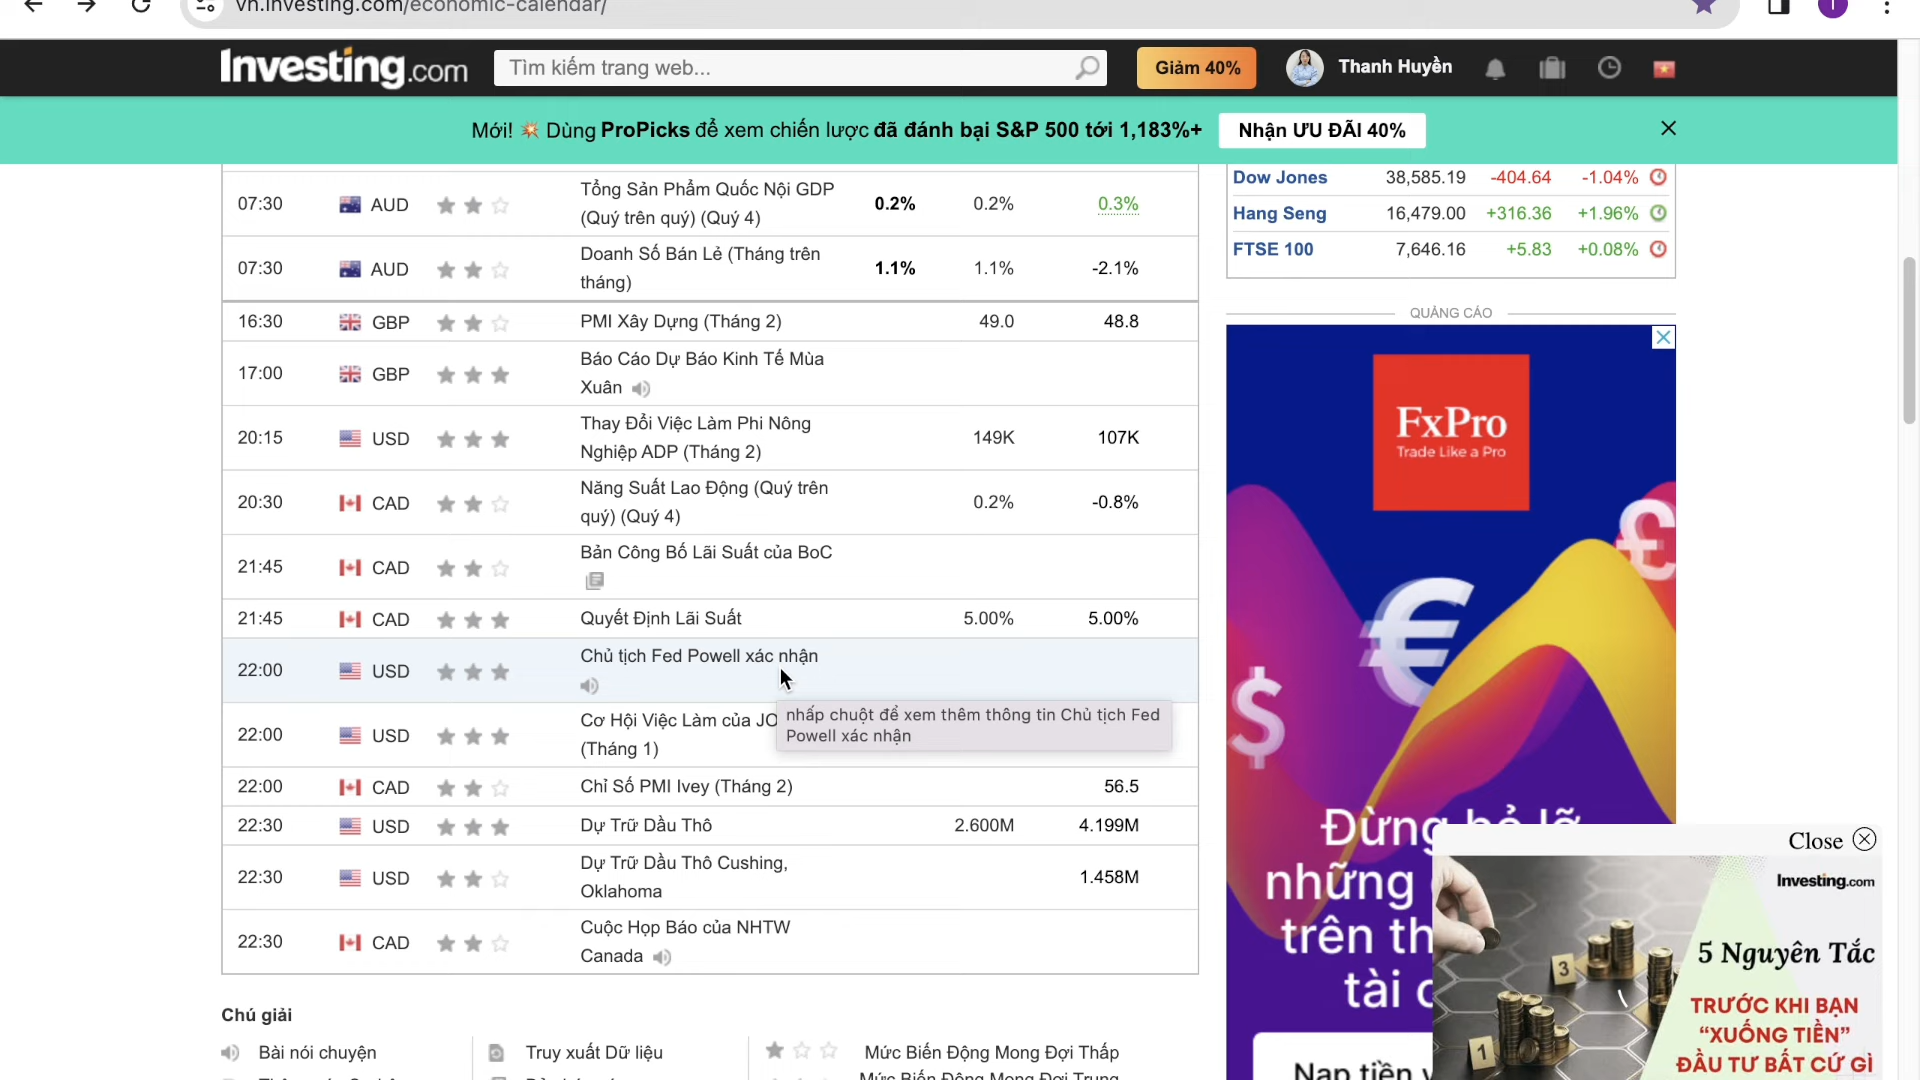 vn.investing.com/economic-calendar/
T
Investing.com
Tìm kiếm trang web...
Giảm 40%
Thanh Huyền
Mới! 💥 Dùng ProPicks để xem chiến lược đã đánh bại S&P 500 tới 1,183%+
Nhận ƯU ĐÃI 40%
07:30 AUD Tổng Sản Phẩm Quốc Nội GDP
(Quý trên quý) (Quý 4) 0.2% 0.2% 0.3%
07:30 AUD Doanh Số Bán Lẻ (Tháng trên
tháng) 1.1% 1.1% -2.1%
16:30 GBP PMI Xây Dựng (Tháng 2) 49.0 48.8
17:00 GBP Báo Cáo Dự Báo Kinh Tế Mùa
Xuân
20:15 USD Thay Đổi Việc Làm Phi Nông
Nghiệp ADP (Tháng 2) 149K 107K
20:30 CAD Năng Suất Lao Động (Quý trên
quý) (Quý 4) 0.2% -0.8%
21:45 CAD Bản Công Bố Lãi Suất của BoC
21:45 CAD Quyết Định Lãi Suất 5.00% 5.00%
22:00 USD Chủ tịch Fed Powell xác nhận
nhấp chuột để xem thêm thông tin Chủ tịch Fed
Powell xác nhận
22:00 USD Cơ Hội Việc Làm của JO
(Tháng 1)
22:00 CAD Chỉ Số PMI Ivey (Tháng 2) 56.5
22:30 USD Dự Trữ Dầu Thô 2.600M 4.199M
22:30 USD Dự Trữ Dầu Thô Cushing,
Oklahoma 1.458M
22:30 CAD Cuộc Họp Báo của NHTW
Canada
Chú giải
Bài nói chuyện
Truy xuất Dữ liệu
Mức Biến Động Mong Đợi Thấp
Mức Biến Động Mong Đợi Trung
Dow Jones 38,585.19 -404.64 -1.04%
Hang Seng 16,479.00 +316.36 +1.96%
FTSE 100 7,646.16 +5.83 +0.08%
QUẢNG CÁO
FxPro
Trade Like a Pro
£
€
$
Đừng bỏ lỡ
những
trên th
tài c
Nạp tiền v
Close
Investing.com
3
1
5 Nguyên Tắc
TRƯỚC KHI BẠN
“XUỐNG TIỀN”
ĐẦU TƯ BẤT CỨ GÌ